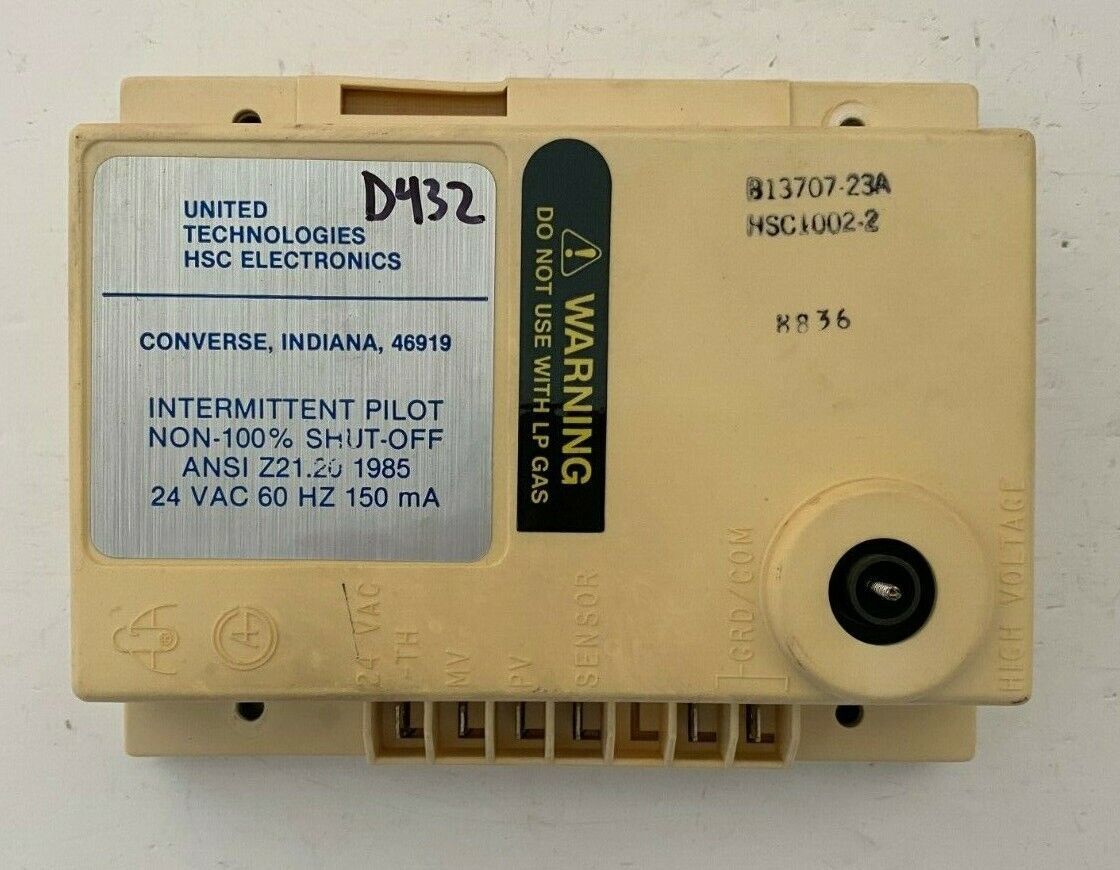 D432
UNITED
TECHNOLOGIES
HSC ELECTRONICS
CONVERSE, INDIANA, 46919
INTERMITTENT PILOT
NON-100% SHUT-OFF
ANSI Z21.20 1985
24 VAC 60 HZ 150 mA
WARNING
DO NOT USE WITH LP GAS
B13707-23A
HSC1002-2
8836
24 VAC
TH
MV
PV
SENSOR
GRD/COM
HIGH VOLTAGE